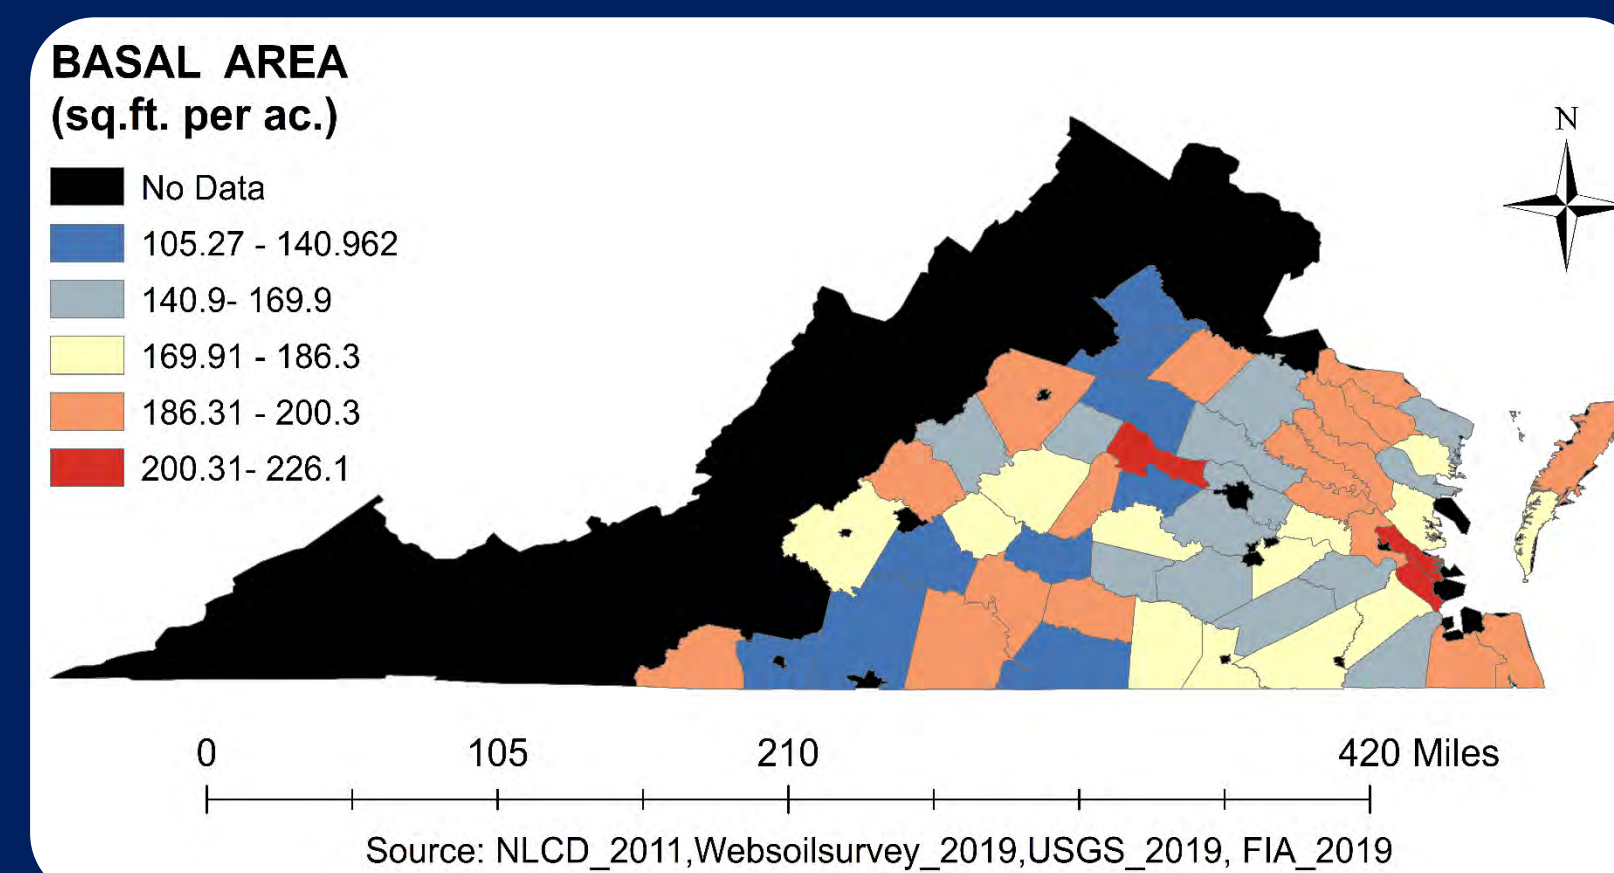 BASAL AREA
(sq.ft. per ac.)
No Data
105.27 - 140.962
140.9- 169.9
169.91 - 186.3
186.31 - 200.3
200.31- 226.1
N
0 105 210 420 Miles
Source: NLCD_2011,Websoilsurvey_2019,USGS_2019, FIA_2019